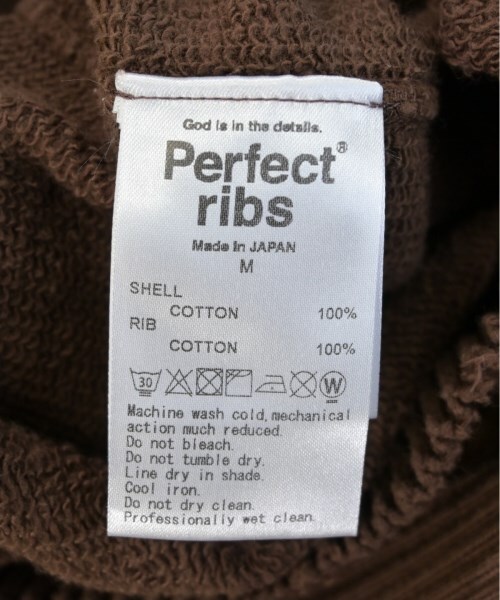 God is in the details.
Perfect®
ribs
Made in JAPAN
M
SHELL
COTTON 100%
RIB
COTTON 100%
30 W
Machine wash cold,mechanical
action much reduced.
Do not bleach.
Do not tumble dry.
Line dry in shade.
Cool iron.
Do not dry clean.
Professionally wet clean.